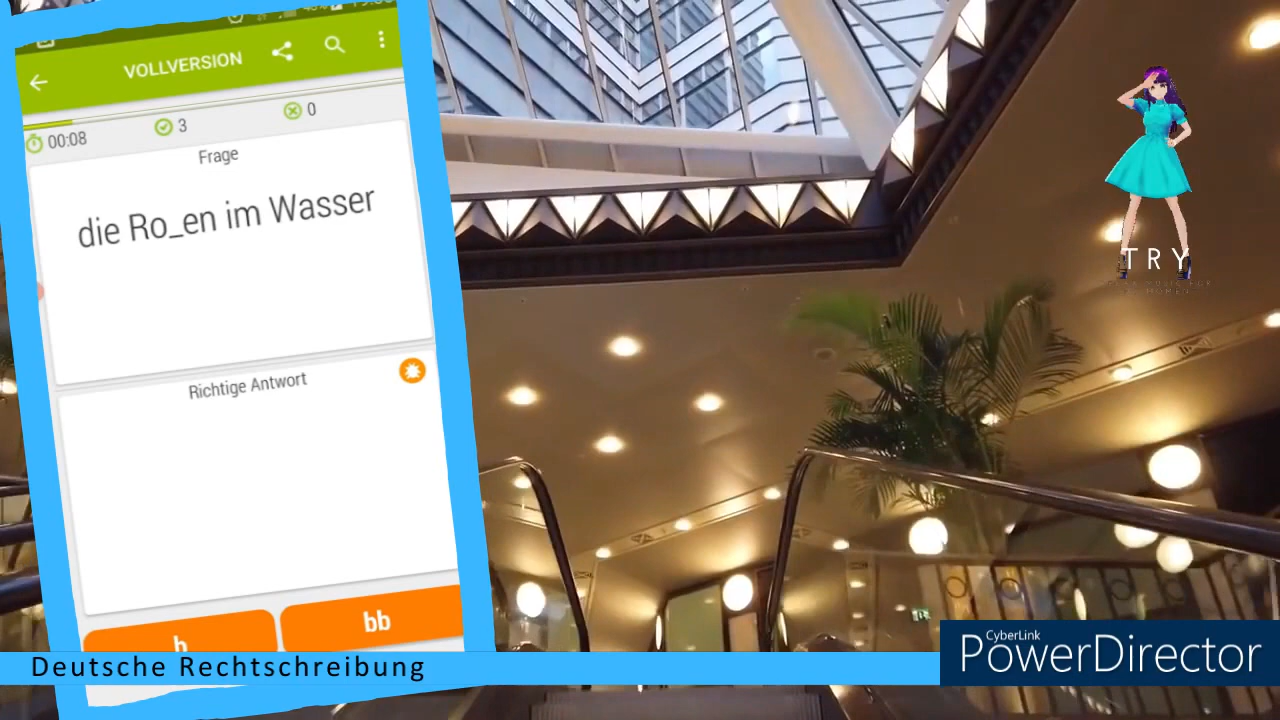 VOLLVERSION
00:08
3
0
Frage
die Ro_en im Wasser
Richtige Antwort
b
bb
Deutsche Rechtschreibung
TRY
CyberLink
PowerDirector